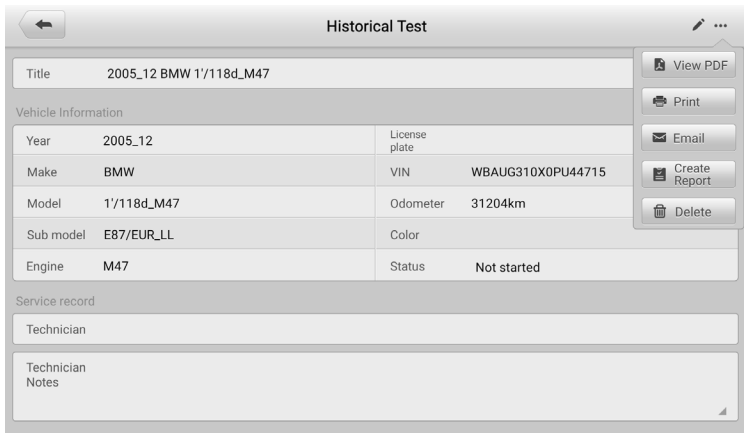 Historical Test
Title 2005_12 BMW 1'/118d_M47
View PDF
Print
Email
Create
Report
Delete
Vehicle Information
Year 2005_12
License
plate
Make BMW
VIN WBAUG310X0PU44715
Model 1'/118d_M47
Odometer 31204km
Sub model E87/EUR_LL
Color
Engine M47
Status Not started
Service record
Technician
Technician
Notes